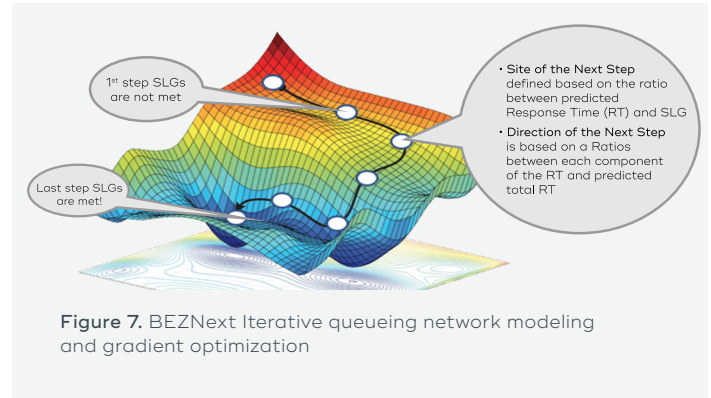 1st step SLGs
are not met
• Site of the Next Step
defined based on the ratio
between predicted
Response Time (RT) and SLG
• Direction of the Next Step
is based on a Ratios
between each component
of the RT and predicted
total RT
Last step SLGs
are met!
Figure 7. BEZNext Iterative queueing network modeling
and gradient optimization